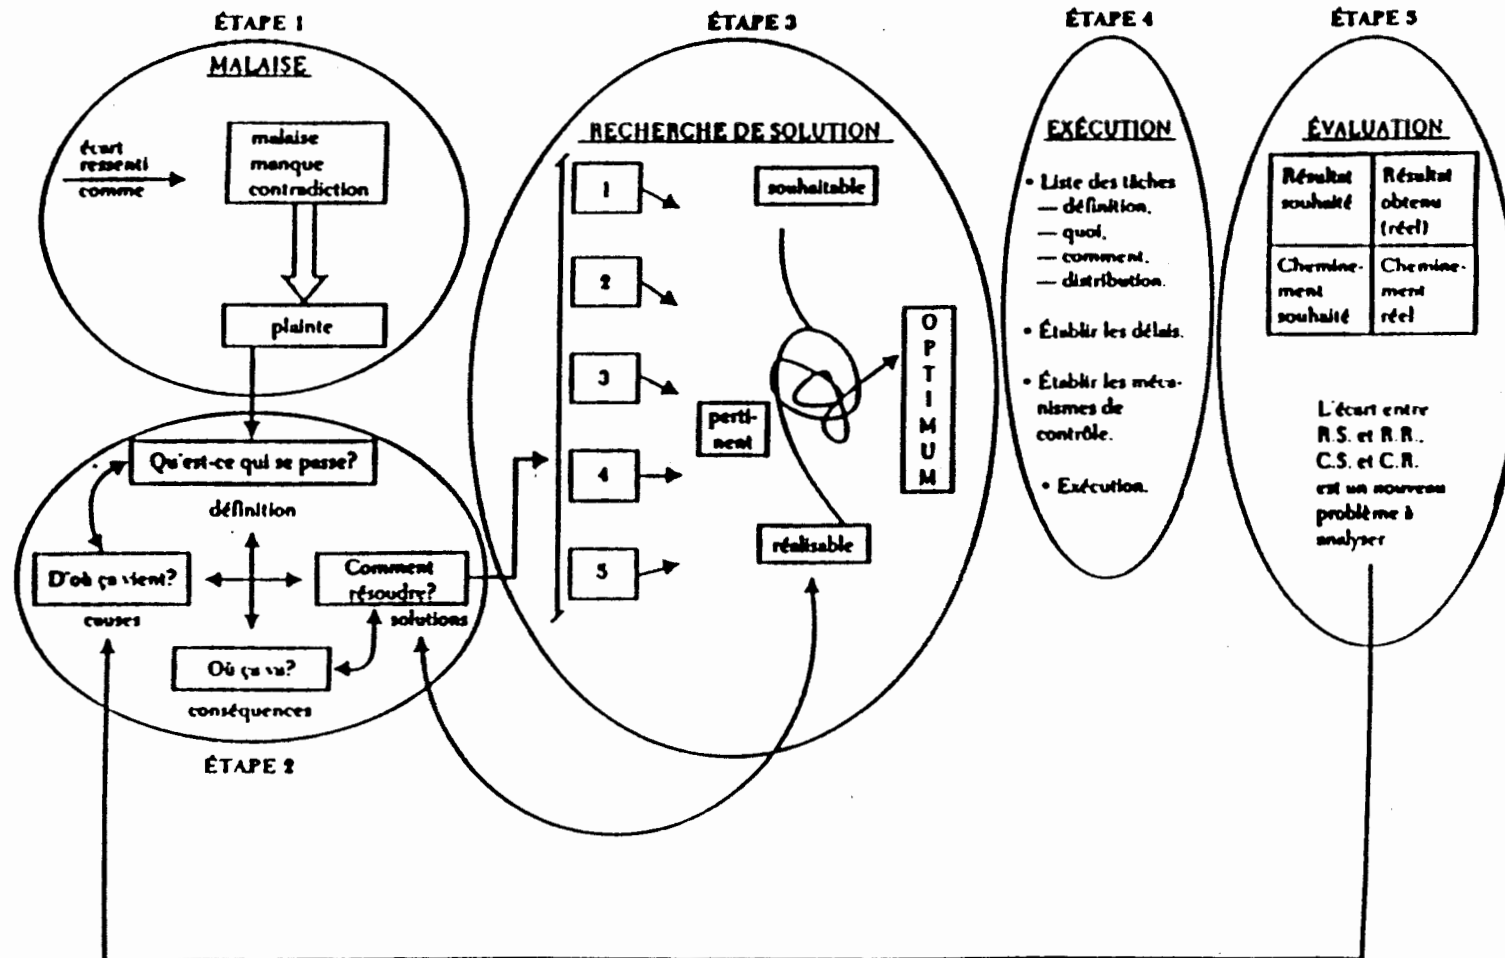 ÉTAPE 1
MALAISE
écart
ressenti
comme
malaise
manque
contradiction
plainte
Qu'est-ce qui se passe?
définition
D'où ça vient?
causes
Comment
résoudre?
solutions
Où ça va?
conséquences
ÉTAPE 2
ÉTAPE 3
RECHERCHE DE SOLUTION
1
2
3
4
5
souhaitable
perti-
nent
réalisable
O
P
T
I
M
U
M
ÉTAPE 4
EXÉCUTION
• Liste des tâches
— définition,
— quoi,
— comment,
— distribution.
• Établir les délais.
• Établir les méca-
nismes de
contrôle.
• Exécution.
ÉTAPE 5
ÉVALUATION
Résultat
souhaité
Résultat
obtenu
(réel)
Chemine-
ment
souhaité
Chemine-
ment
réel
L'écart entre
R.S. et R.R.,
C.S. et C.R.
est un nouveau
problème à
analyser